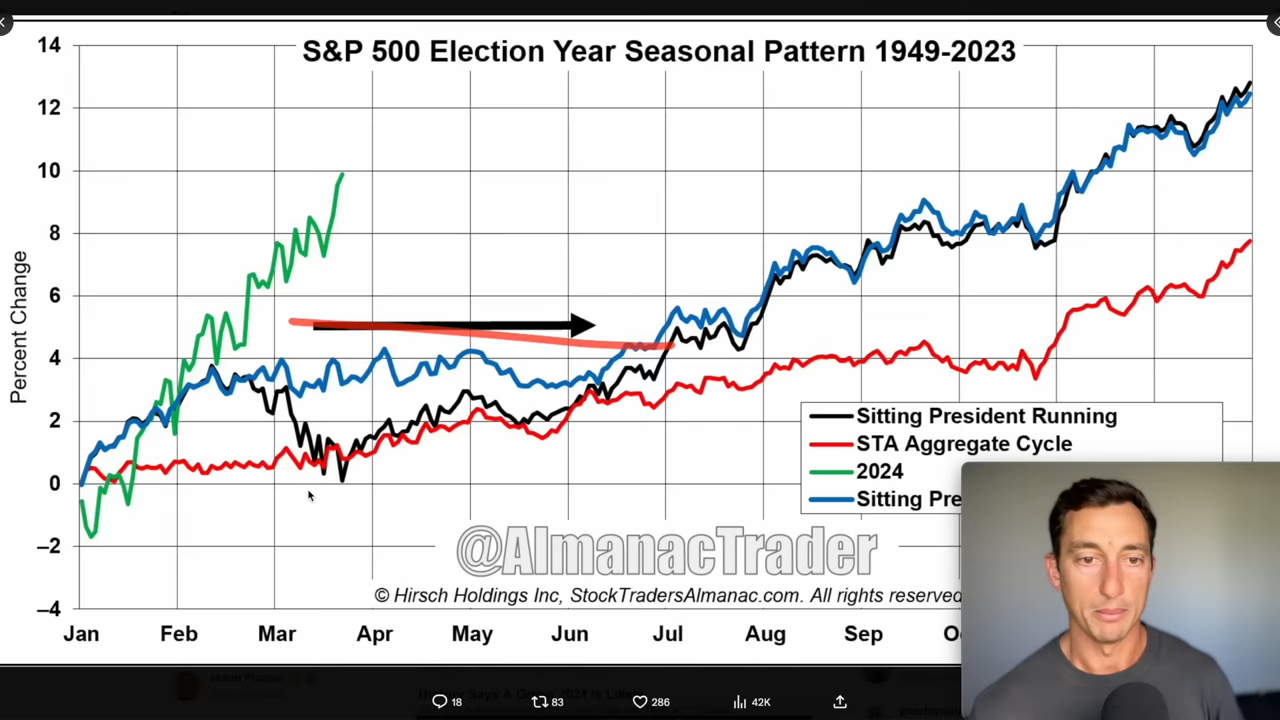 S&P 500 Election Year Seasonal Pattern 1949-2023
14
12
10
8
6
4
2
0
–2
–4
Percent Change
Sitting President Running
STA Aggregate Cycle
2024
Sitting Pre
@AlmanacTrader
© Hirsch Holdings Inc, StockTradersAlmanac.com. All rights reserved
Jan Feb Mar Apr May Jun Jul Aug Sep O
18 83 286 42K